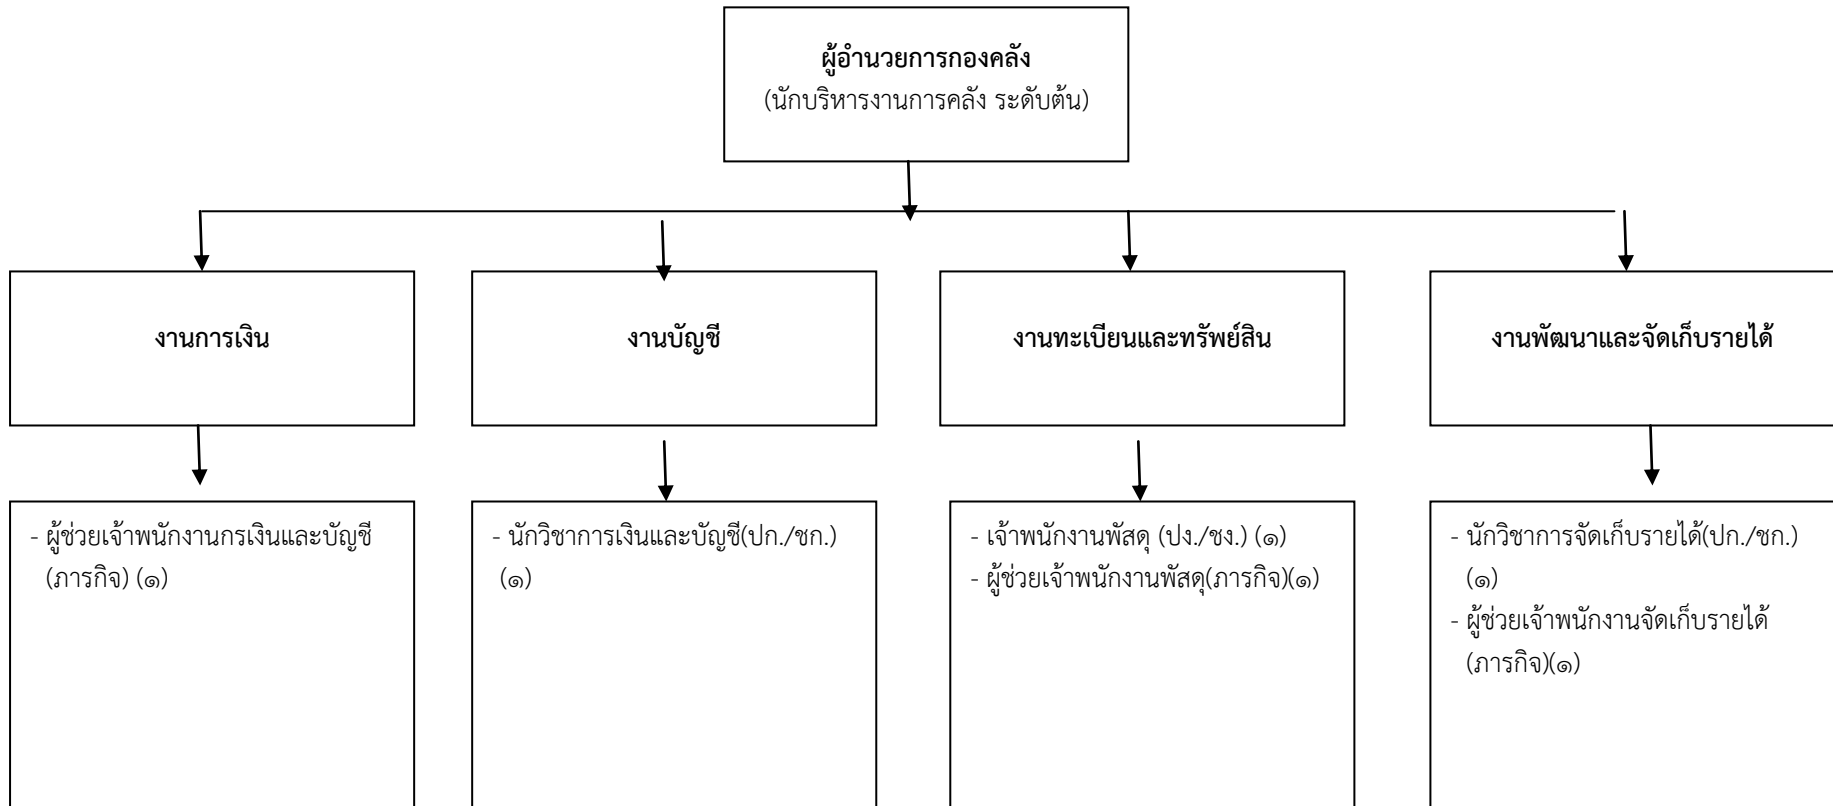 ผู้อำนวยการกองคลัง
(นักบริหารงานการคลัง ระดับต้น)
งานการเงิน
งานบัญชี
งานทะเบียนและทรัพย์สิน
งานพัฒนาและจัดเก็บรายได้
- ผู้ช่วยเจ้าพนักงานกรเงินและบัญชี
(ภารกิจ) (๑)
- นักวิชาการเงินและบัญชี(ปก./ชก.)
(๑)
- เจ้าพนักงานพัสดุ (ปง./ชง.) (๑)
- ผู้ช่วยเจ้าพนักงานพัสดุ(ภารกิจ)(๑)
- นักวิชาการจัดเก็บรายได้(ปก./ชก.)
(๑)
- ผู้ช่วยเจ้าพนักงานจัดเก็บรายได้
(ภารกิจ)(๑)